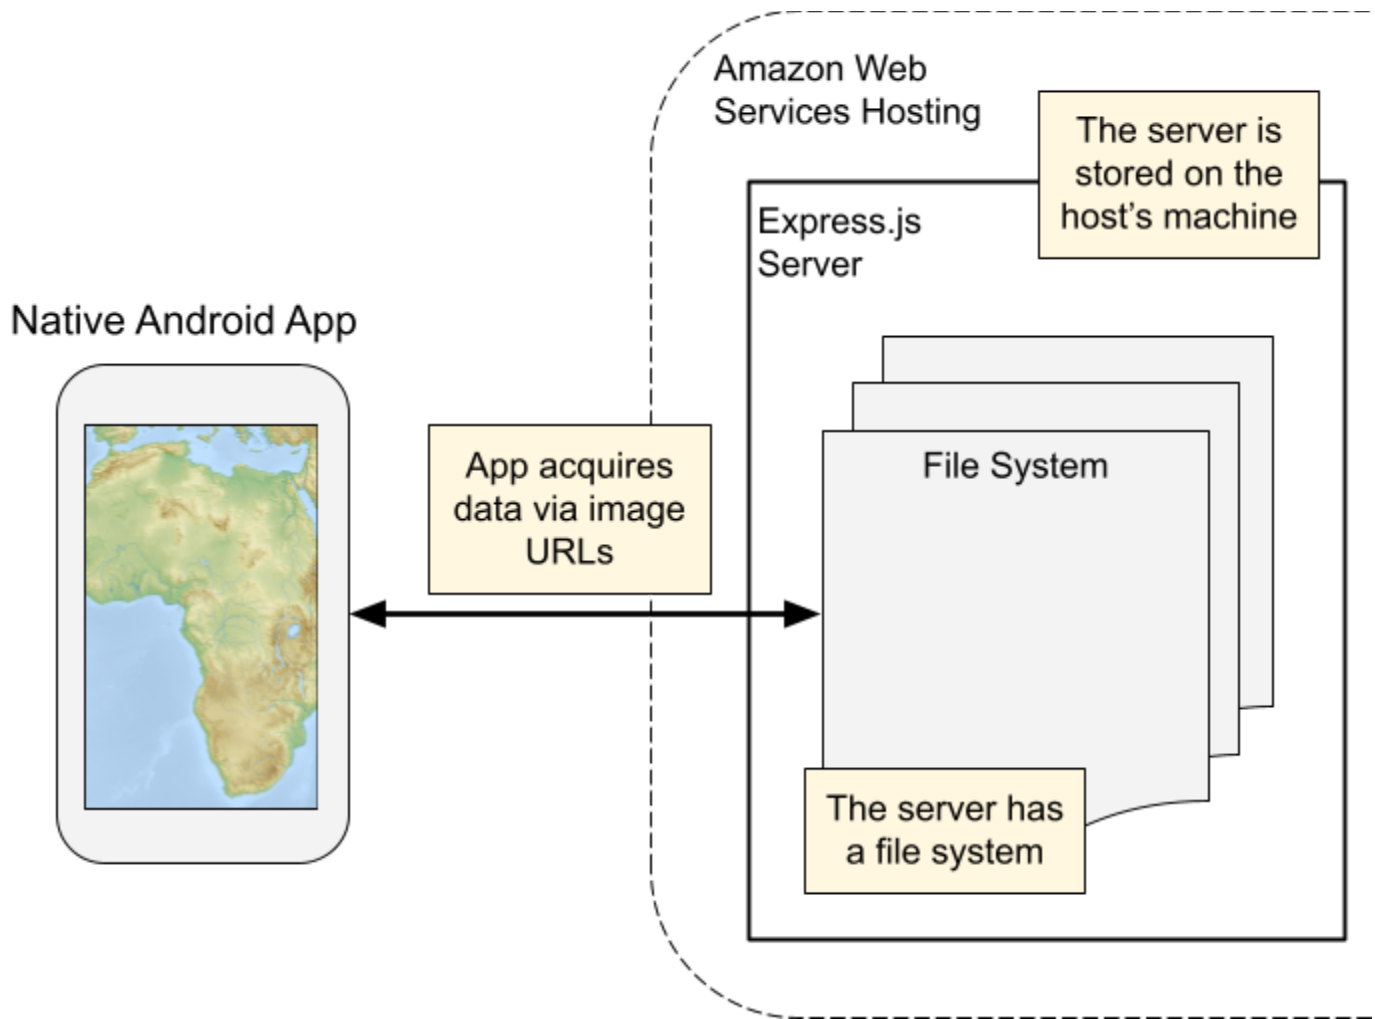 Amazon Web
Services Hosting
The server is
stored on the
host's machine
Express.js
Server
Native Android App
App acquires
data via image
URLs
File System
The server has
a file system